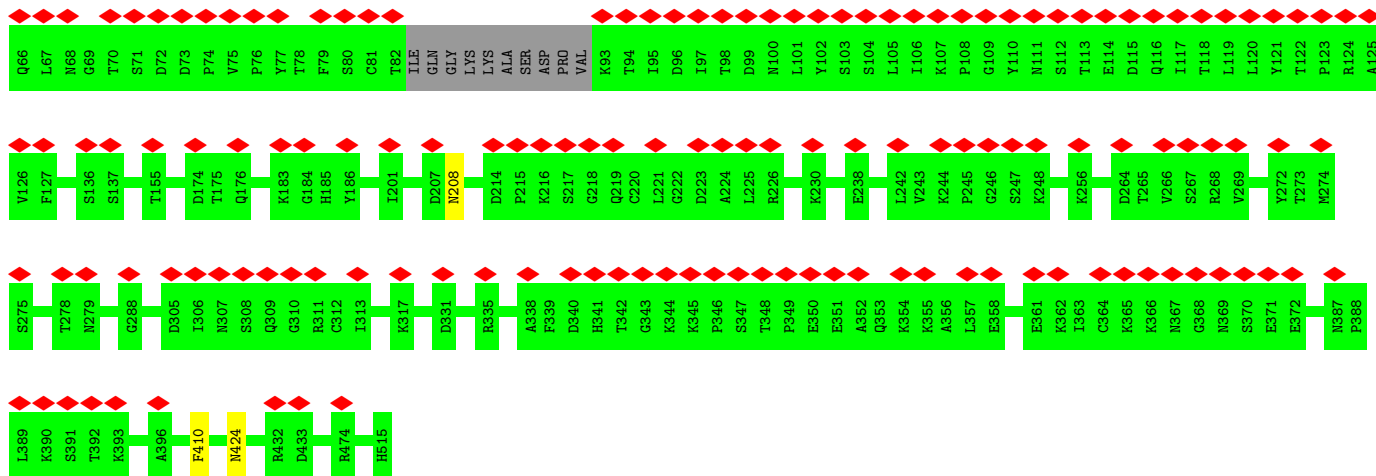 Q66 L67 N68 G69 T70 S71 D72 D73 P74 V75 P76 Y77 T78 F79 S80 C81 T82 ILE GLN GLY LYS LYS ALA SER ASP PRO VAL K93 T94 I95 D96 I97 T98 D99 N100 L101 Y102 S103 S104 L105 I106 K107 P108 G109 Y110 N111 S112 T113 E114 D115 Q116 I117 T118 L119 L120 Y121 T122 P123 R124 A125
V126 F127 S136 S137 T155 D174 T175 Q176 K183 G184 H185 Y186 I201 D207 N208 D214 P215 K216 S217 G218 Q219 C220 L221 G222 D223 A224 L225 R226 K230 E238 L242 V243 K244 P245 G246 S247 K248 K256 D264 T265 V266 S267 R268 V269 Y272 T273 M274
S275 T278 N279 G288 D305 I306 N307 S308 Q309 G310 R311 C312 I313 K317 D331 R335 A338 F339 D340 H341 T342 G343 K344 K345 P346 S347 T348 P349 E350 E351 A352 Q353 K354 K355 A356 L357 E358 E361 K362 I363 C364 K365 K366 N367 G368 N369 S370 E371 E372 N387 P388
L389 K390 S391 T392 K393 A396 F410 N424 R432 D433 R474 H515